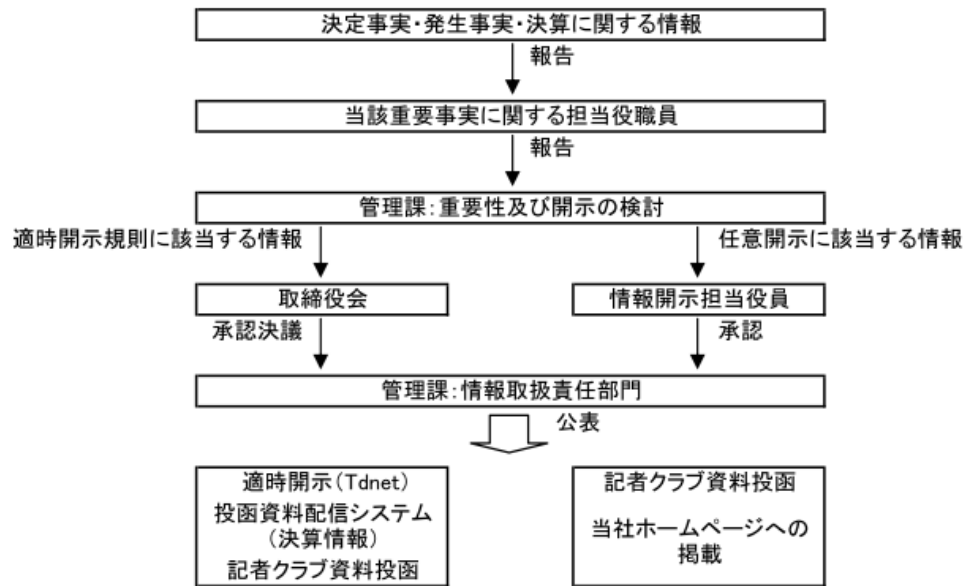 決定事実・発生事実・決算に関する情報
報告
当該重要事実に関する担当役職員
報告
管理課:重要性及び開示の検討
適時開示規則に該当する情報
任意開示に該当する情報
取締役会
情報開示担当役員
承認決議
承認
管理課:情報取扱責任部門
公表
適時開示(Tdnet)
投函資料配信システム
(決算情報)
記者クラブ資料投函
記者クラブ資料投函
当社ホームページへの
掲載